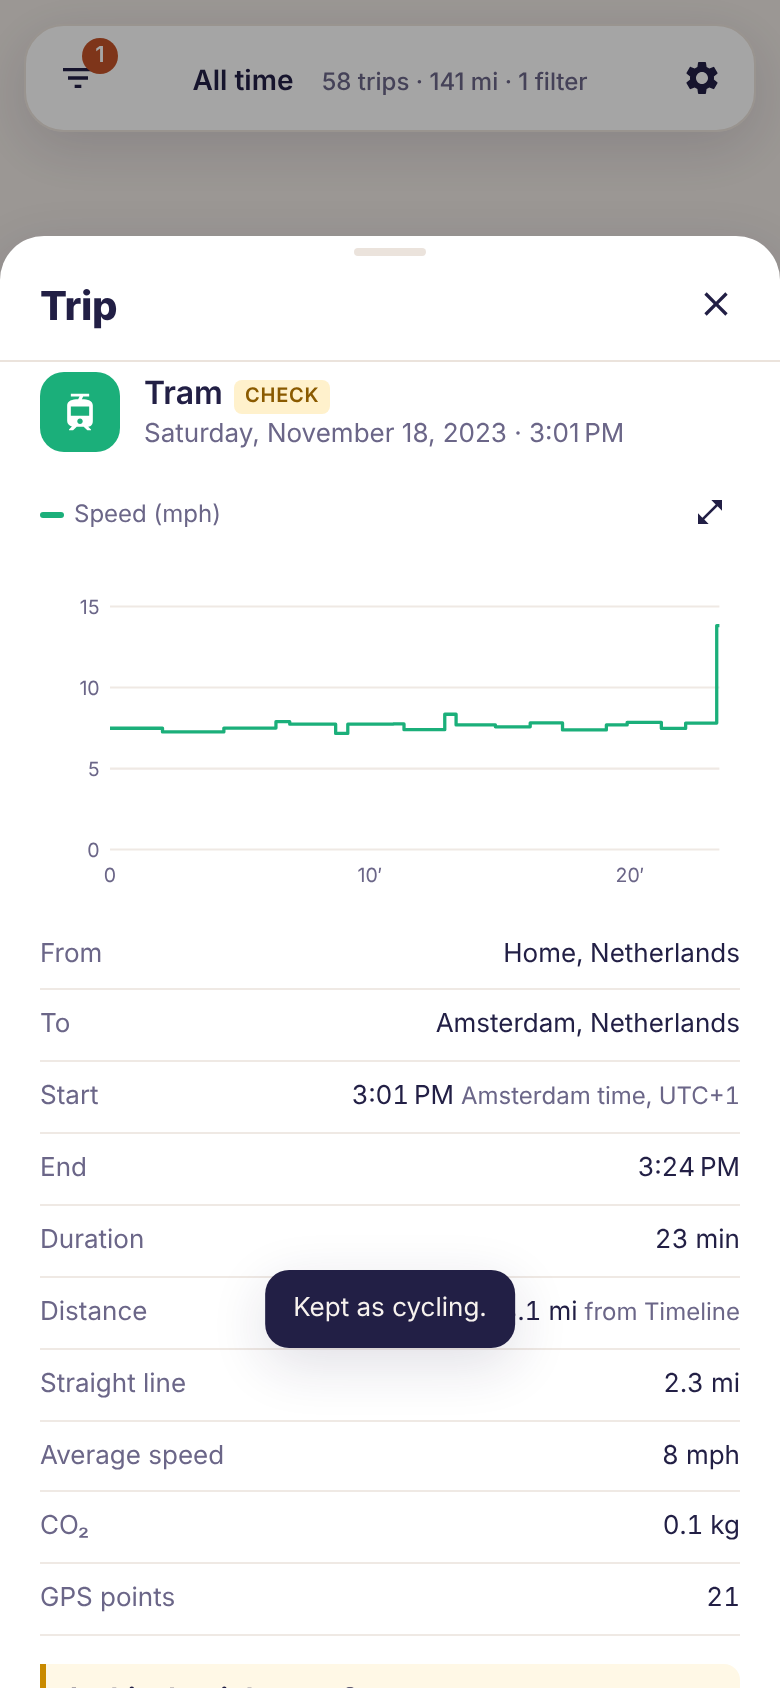 1
All time 58 trips · 141 mi · 1 filter
Trip
Tram CHECK
Saturday, November 18, 2023 · 3:01 PM
Speed (mph)
15
10
5
0
0 10′ 20′
From Home, Netherlands
To Amsterdam, Netherlands
Start 3:01 PM Amsterdam time, UTC+1
End 3:24 PM
Duration 23 min
Distance .1 mi from Timeline
Kept as cycling.
Straight line 2.3 mi
Average speed 8 mph
CO₂ 0.1 kg
GPS points 21